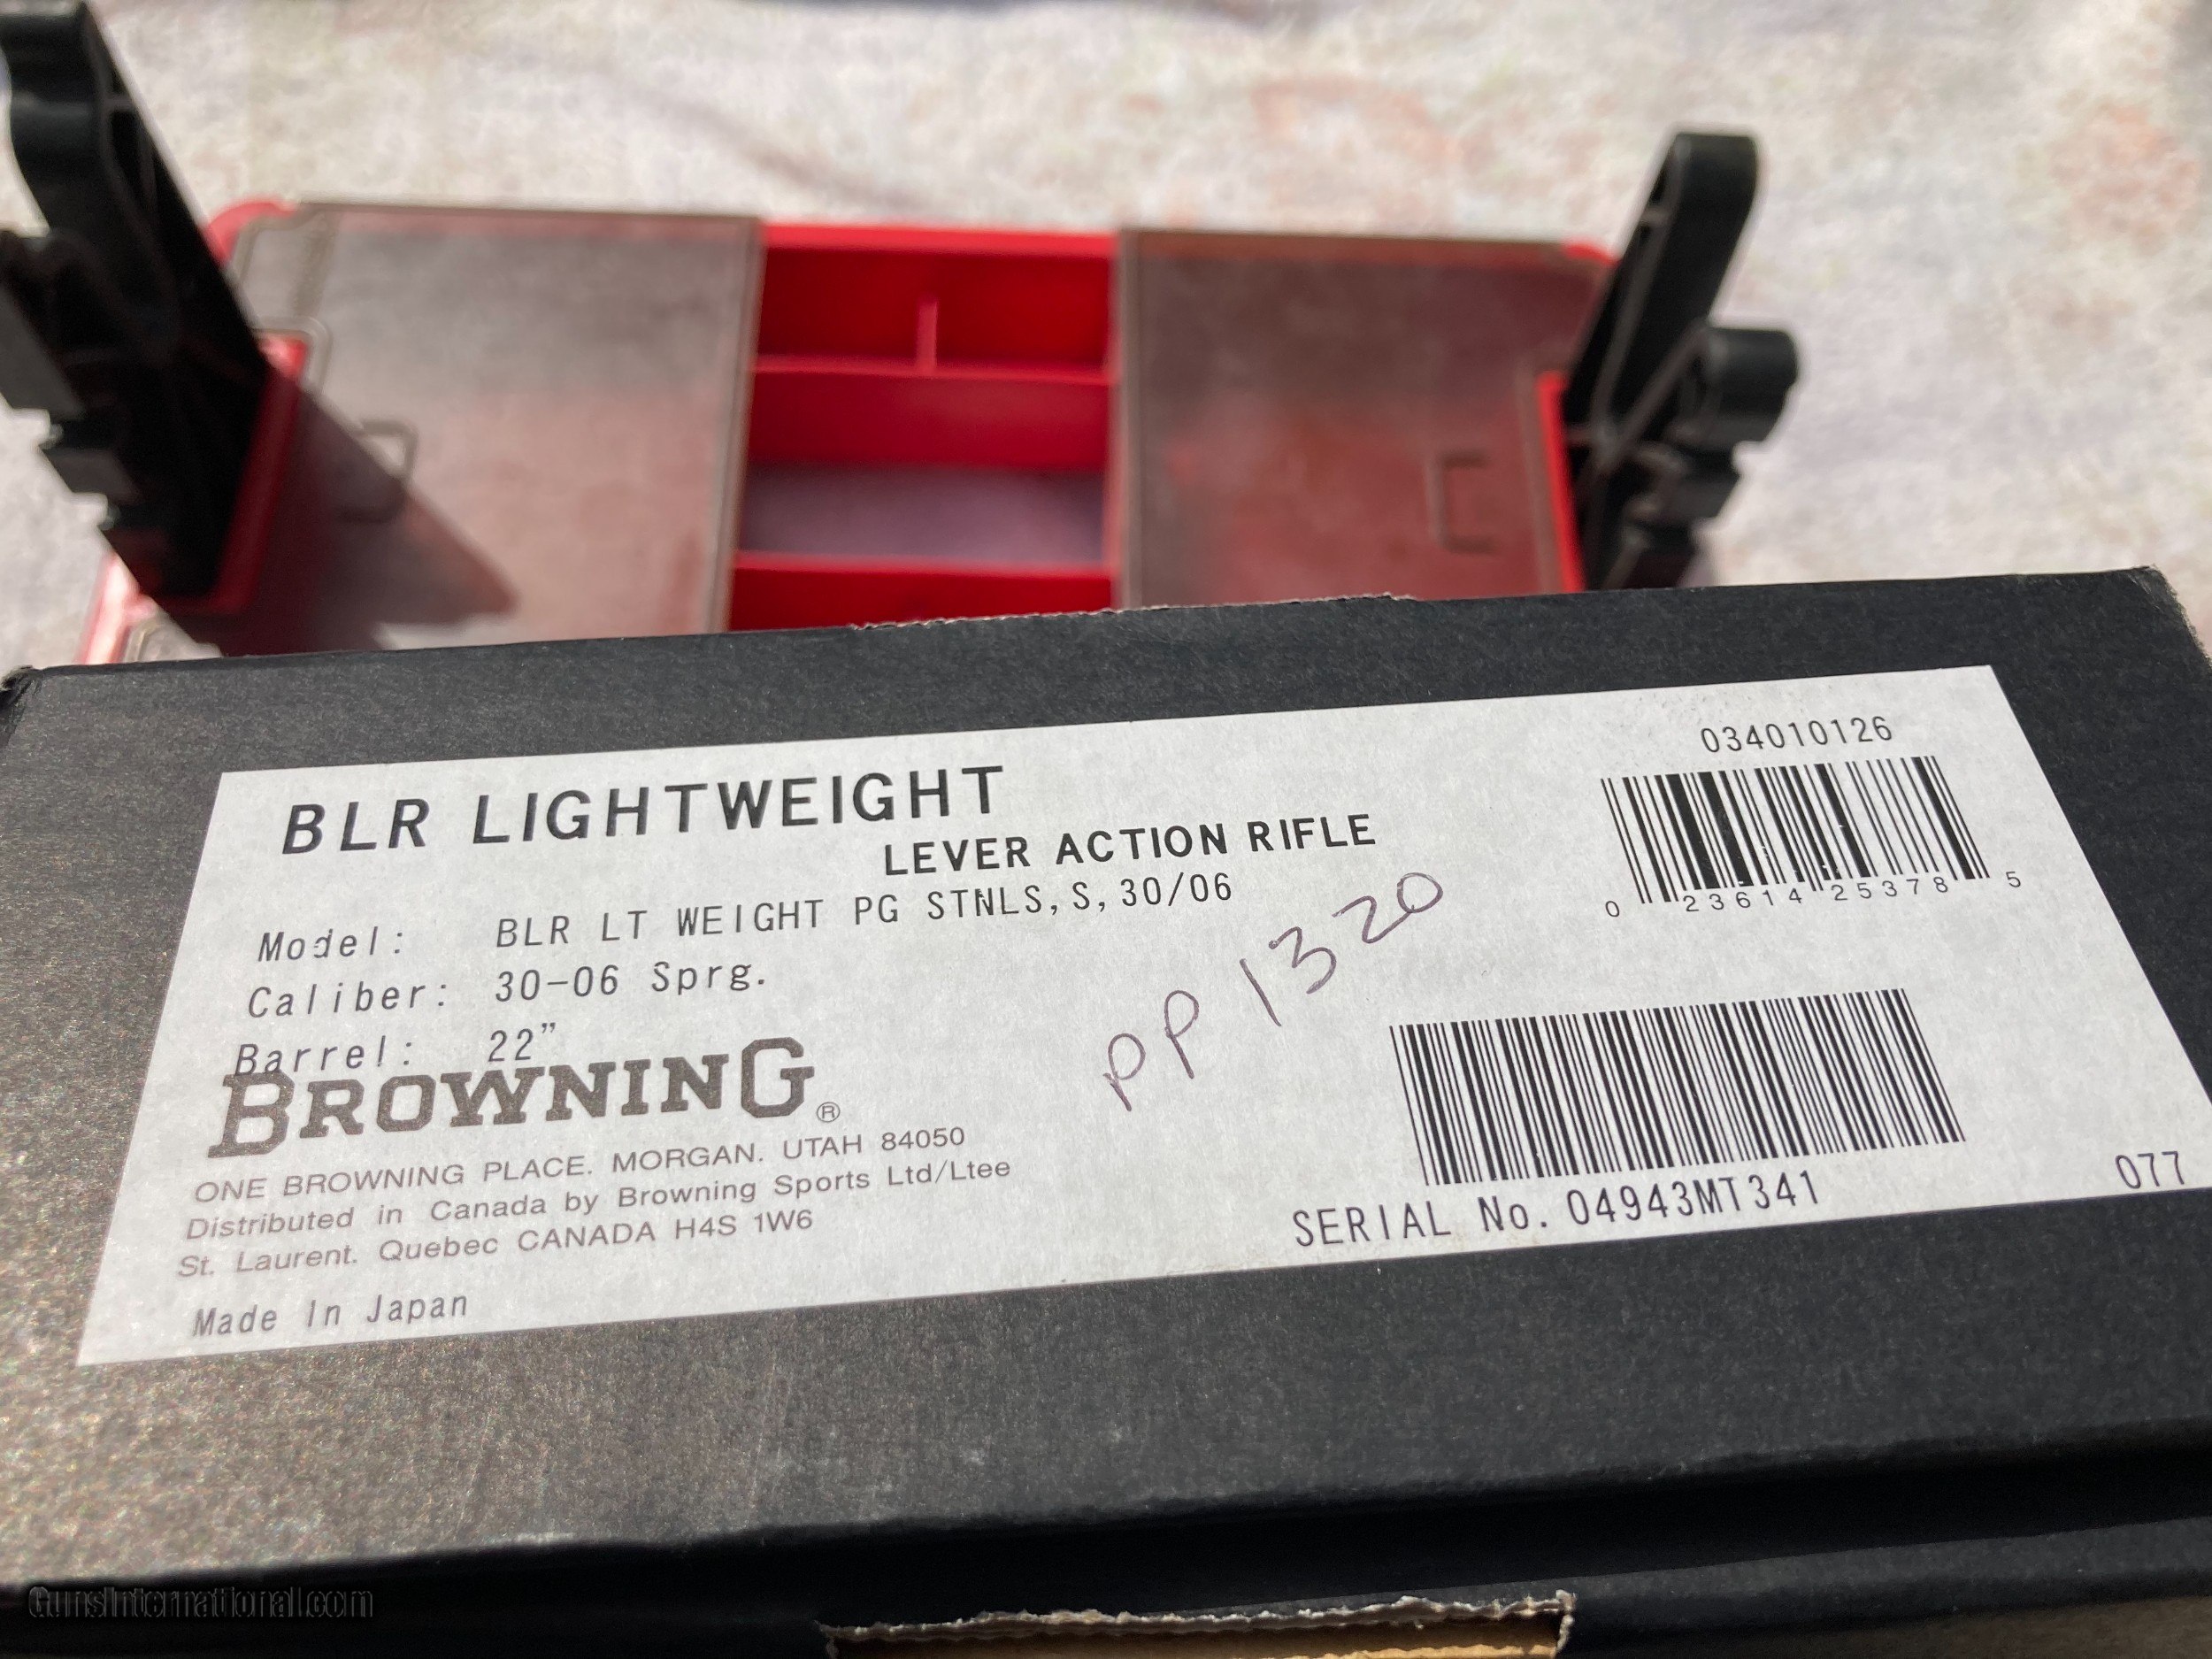 BLR LIGHTWEIGHT
LEVER ACTION RIFLE
Model: BLR LT WEIGHT PG STNLS, S, 30/06
Caliber: 30-06 Sprg.
Barrel: 22”
BROWNING®
ONE BROWNING PLACE. MORGAN. UTAH 84050
Distributed in Canada by Browning Sports Ltd/Ltee
St. Laurent. Quebec CANADA H4S 1W6
Made In Japan
PP 1320
034010126
0 23614 25378 5
SERIAL No. 04943MT341
077
GunsInternational.com